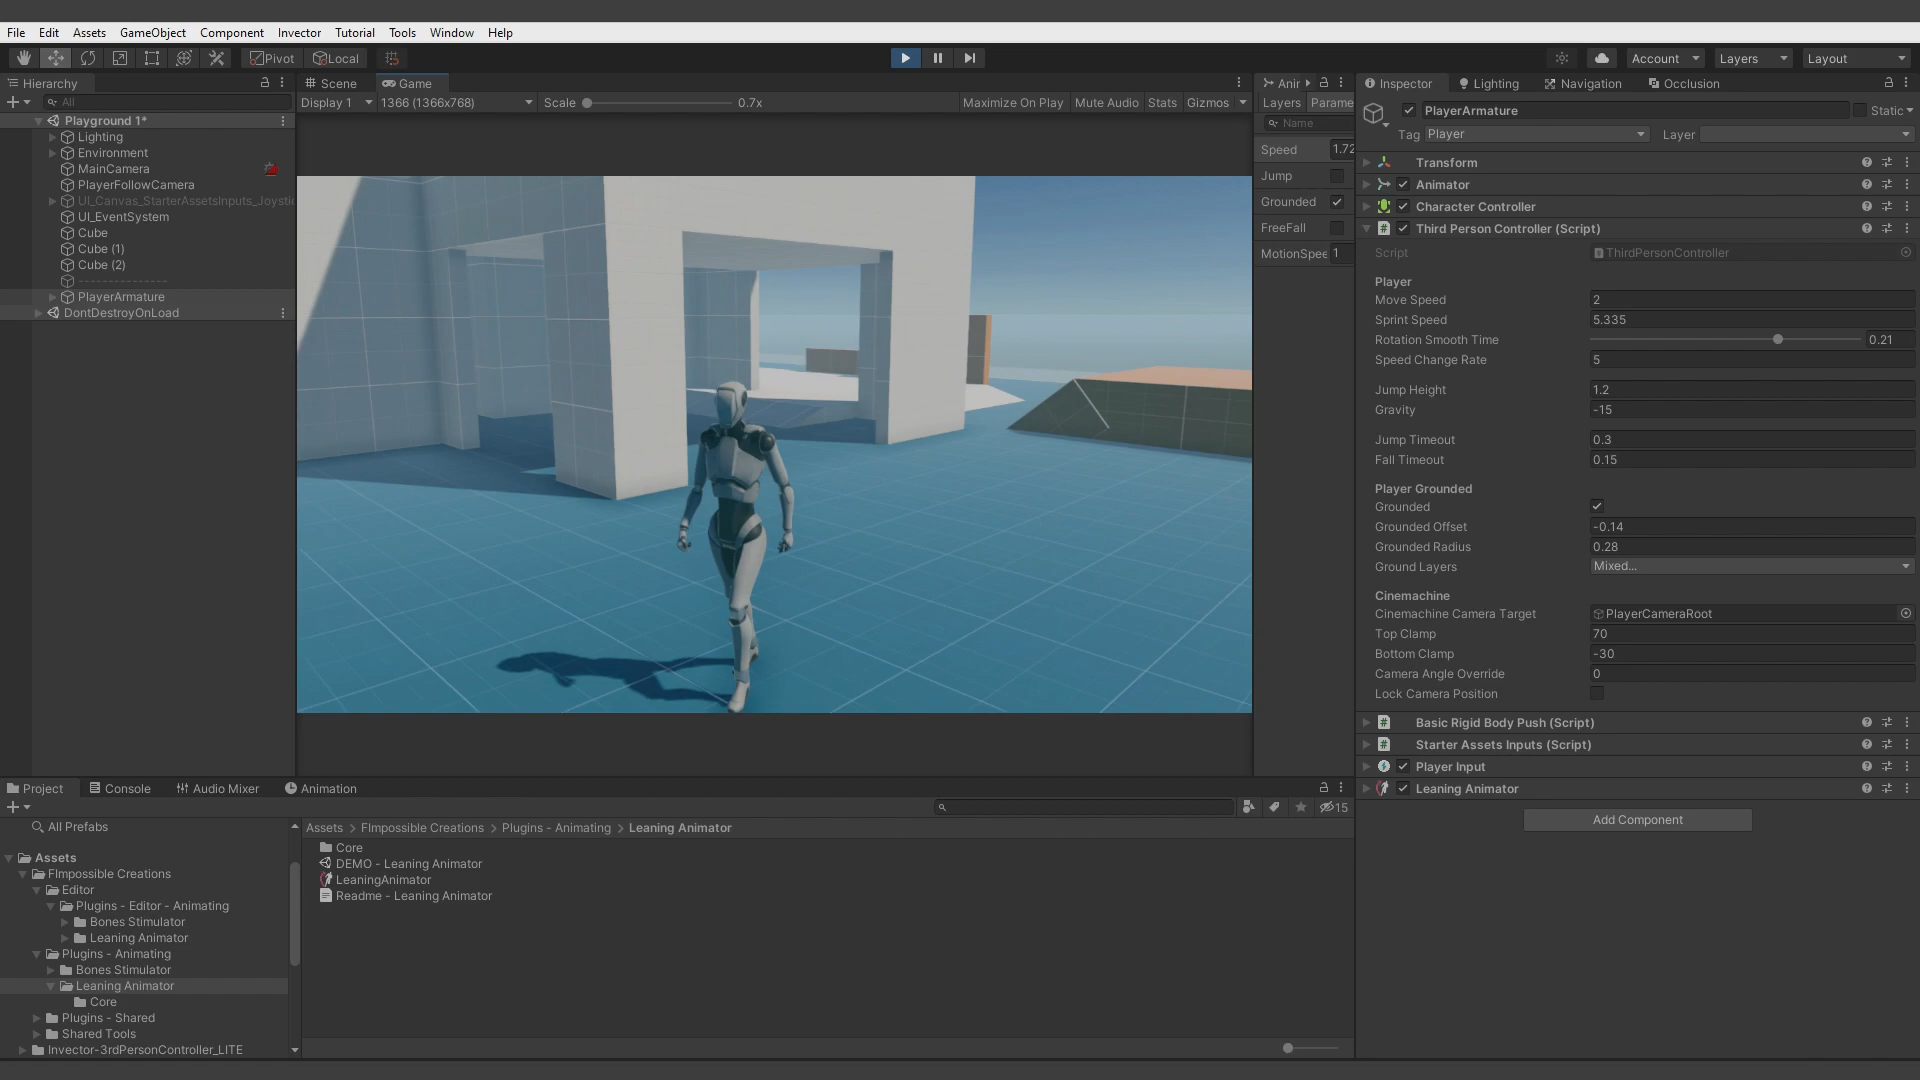 File Edit Assets GameObject Component Invector Tutorial Tools Window Help
Pivot Local Account Layers Layout
Hierarchy
All
Playground 1*
Lighting
Environment
MainCamera
PlayerFollowCamera
UI_Canvas_StarterAssetsInputs_Joystic
UI_EventSystem
Cube
Cube (1)
Cube (2)
----------------
PlayerArmature
DontDestroyOnLoad
Scene Game
Display 1 1366 (1366x768) Scale 0.7x Maximize On Play Mute Audio Stats Gizmos
Anir
Layers Parame
Name
Speed 1.72
Jump
Grounded
FreeFall
MotionSpee 1
Inspector Lighting Navigation Occlusion
PlayerArmature Static
Tag Player Layer
Transform
Animator
Character Controller
Third Person Controller (Script)
Script ThirdPersonController
Player
Move Speed 2
Sprint Speed 5.335
Rotation Smooth Time 0.21
Speed Change Rate 5
Jump Height 1.2
Gravity -15
Jump Timeout 0.3
Fall Timeout 0.15
Player Grounded
Grounded
Grounded Offset -0.14
Grounded Radius 0.28
Ground Layers Mixed...
Cinemachine
Cinemachine Camera Target PlayerCameraRoot
Top Clamp 70
Bottom Clamp -30
Camera Angle Override 0
Lock Camera Position
Basic Rigid Body Push (Script)
Starter Assets Inputs (Script)
Player Input
Leaning Animator
Add Component
Project Console Audio Mixer Animation
15
All Prefabs
Assets
FImpossible Creations
Editor
Plugins - Editor - Animating
Bones Stimulator
Leaning Animator
Plugins - Animating
Bones Stimulator
Leaning Animator
Core
Plugins - Shared
Shared Tools
Invector-3rdPersonController_LITE
Assets > FImpossible Creations > Plugins - Animating > Leaning Animator
Core
DEMO - Leaning Animator
LeaningAnimator
Readme - Leaning Animator